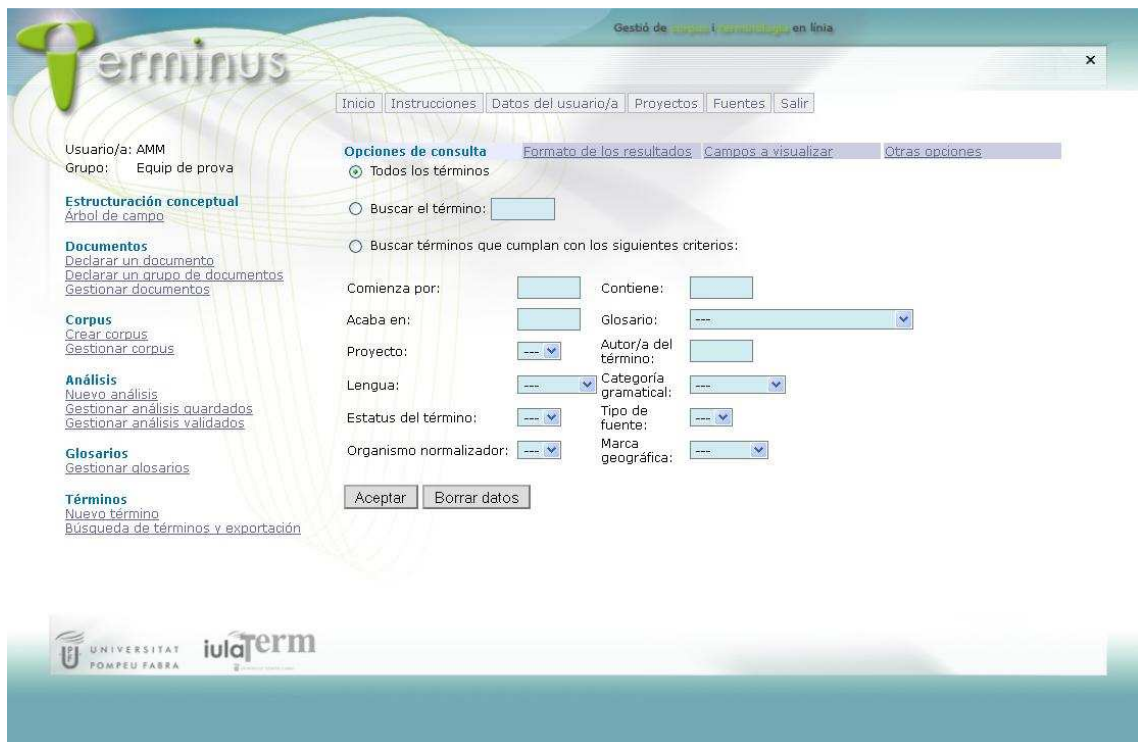 Gestió de corpus i terminologia en línia
Terminus
×
Inicio Instrucciones Datos del usuario/a Proyectos Fuentes Salir
Usuario/a: AMM
Grupo: Equip de prova
Estructuración conceptual
Árbol de campo
Documentos
Declarar un documento
Declarar un grupo de documentos
Gestionar documentos
Corpus
Crear corpus
Gestionar corpus
Análisis
Nuevo análisis
Gestionar análisis guardados
Gestionar análisis validados
Glosarios
Gestionar glosarios
Términos
Nuevo término
Búsqueda de términos y exportación
Opciones de consulta Formato de los resultados Campos a visualizar Otras opciones
Todos los términos
Buscar el término:
Buscar términos que cumplan con los siguientes criterios:
Comienza por: Contiene:
Acaba en: Glosario: ---
Proyecto: --- Autor/a del
término:
Lengua: --- Categoría
gramatical: ---
Estatus del término: --- Tipo de
fuente: ---
Organismo normalizador: --- Marca
geográfica: ---
Aceptar Borrar datos
UNIVERSITAT
POMPEU FABRA
iulaTerm